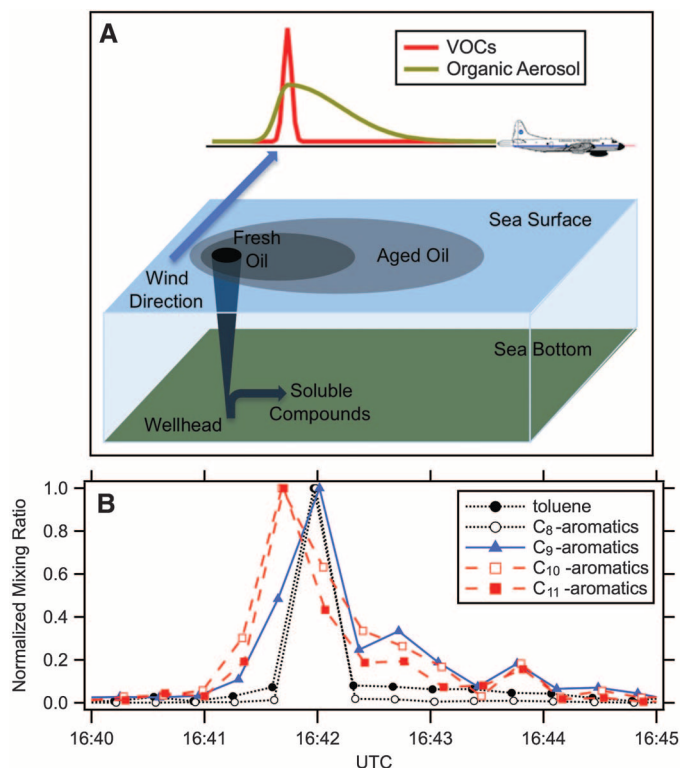 A
VOCs
Organic Aerosol
Sea Surface
Fresh
Oil
Aged Oil
Wind
Direction
Sea Bottom
Soluble
Compounds
Wellhead
B
Normalized Mixing Ratio
1.0
0.8
0.6
0.4
0.2
0.0
toluene
C₈-aromatics
C₉-aromatics
C₁₀ -aromatics
C₁₁ -aromatics
16:40
16:41
16:42
16:43
16:44
16:45
UTC